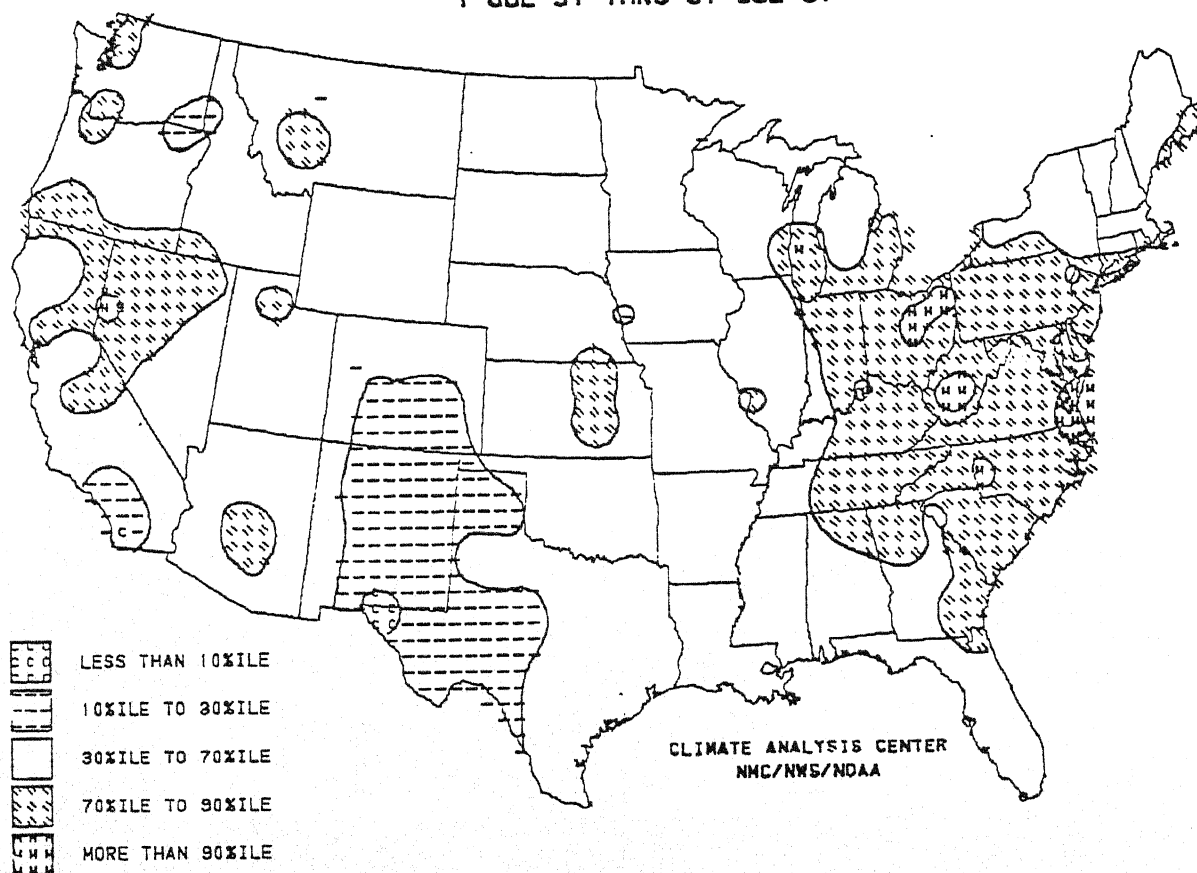 LESS THAN 10%ILE
10%ILE TO 30%ILE
30%ILE TO 70%ILE
70%ILE TO 90%ILE
MORE THAN 90%ILE
CLIMATE ANALYSIS CENTER
NMC/NWS/NOAA